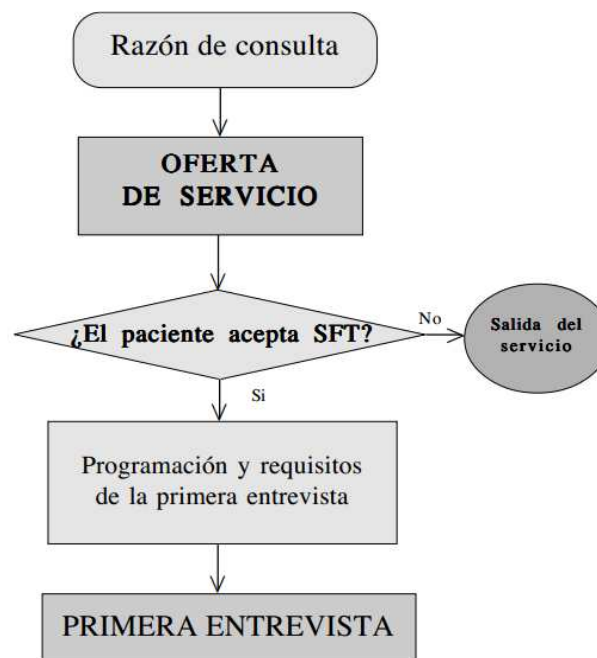 Razón de consulta
OFERTA
DE SERVICIO
¿El paciente acepta SFT?
No
Salida del
servicio
Si
Programación y requisitos
de la primera entrevista
PRIMERA ENTREVISTA